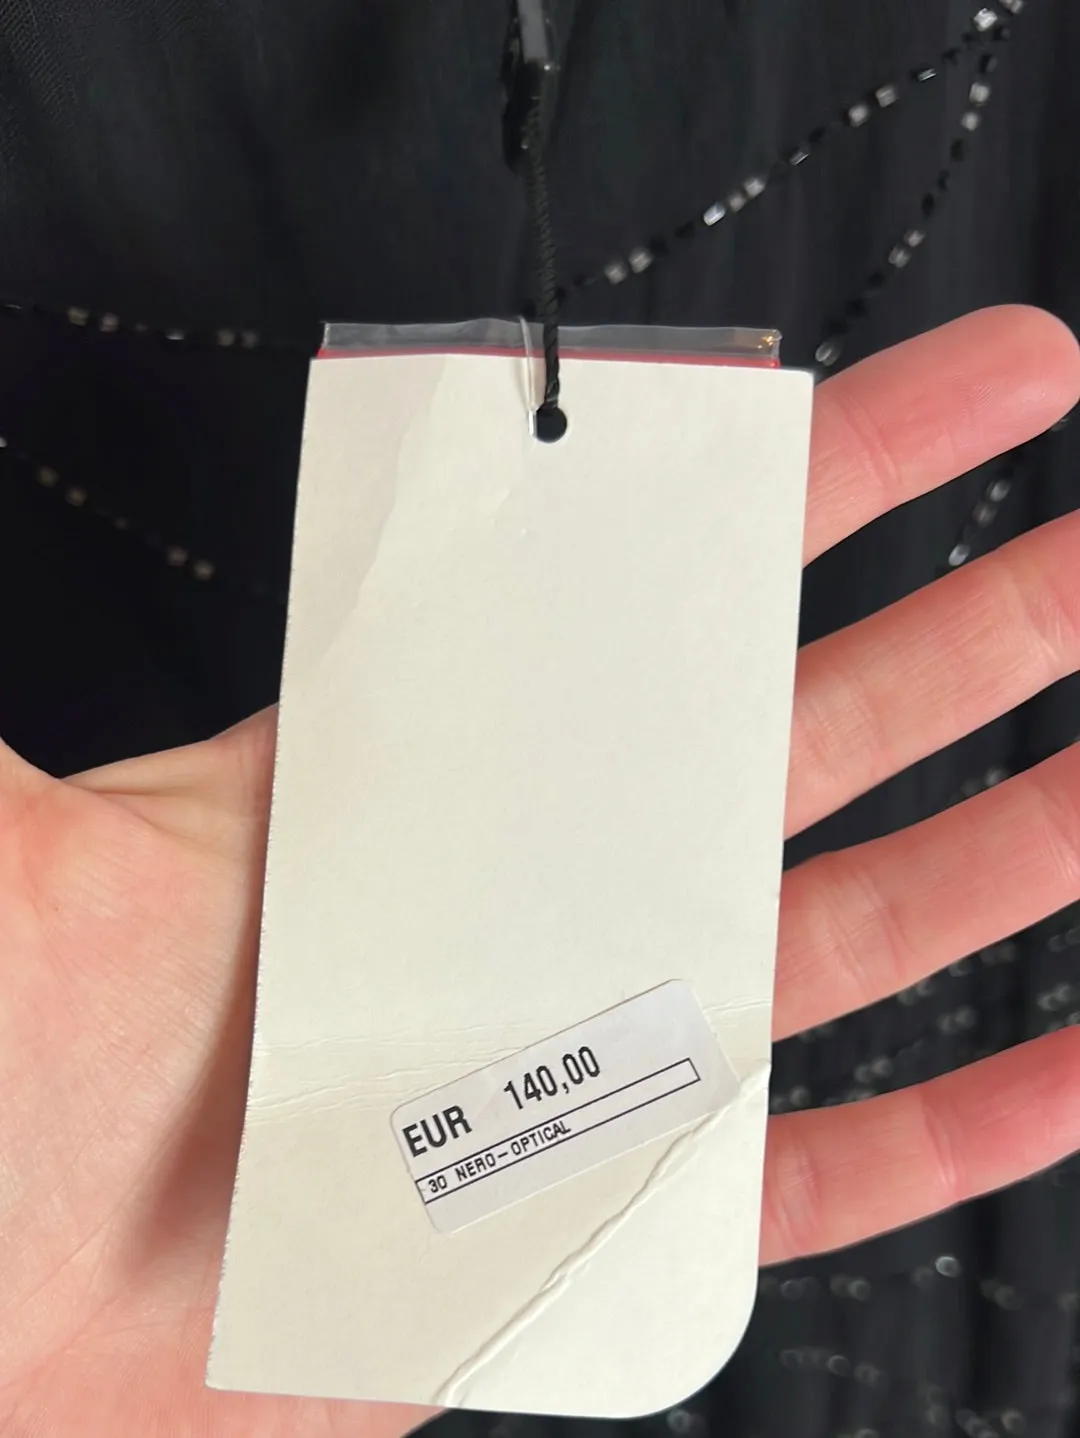 EUR 140,00
30 NERO-OPTICAL